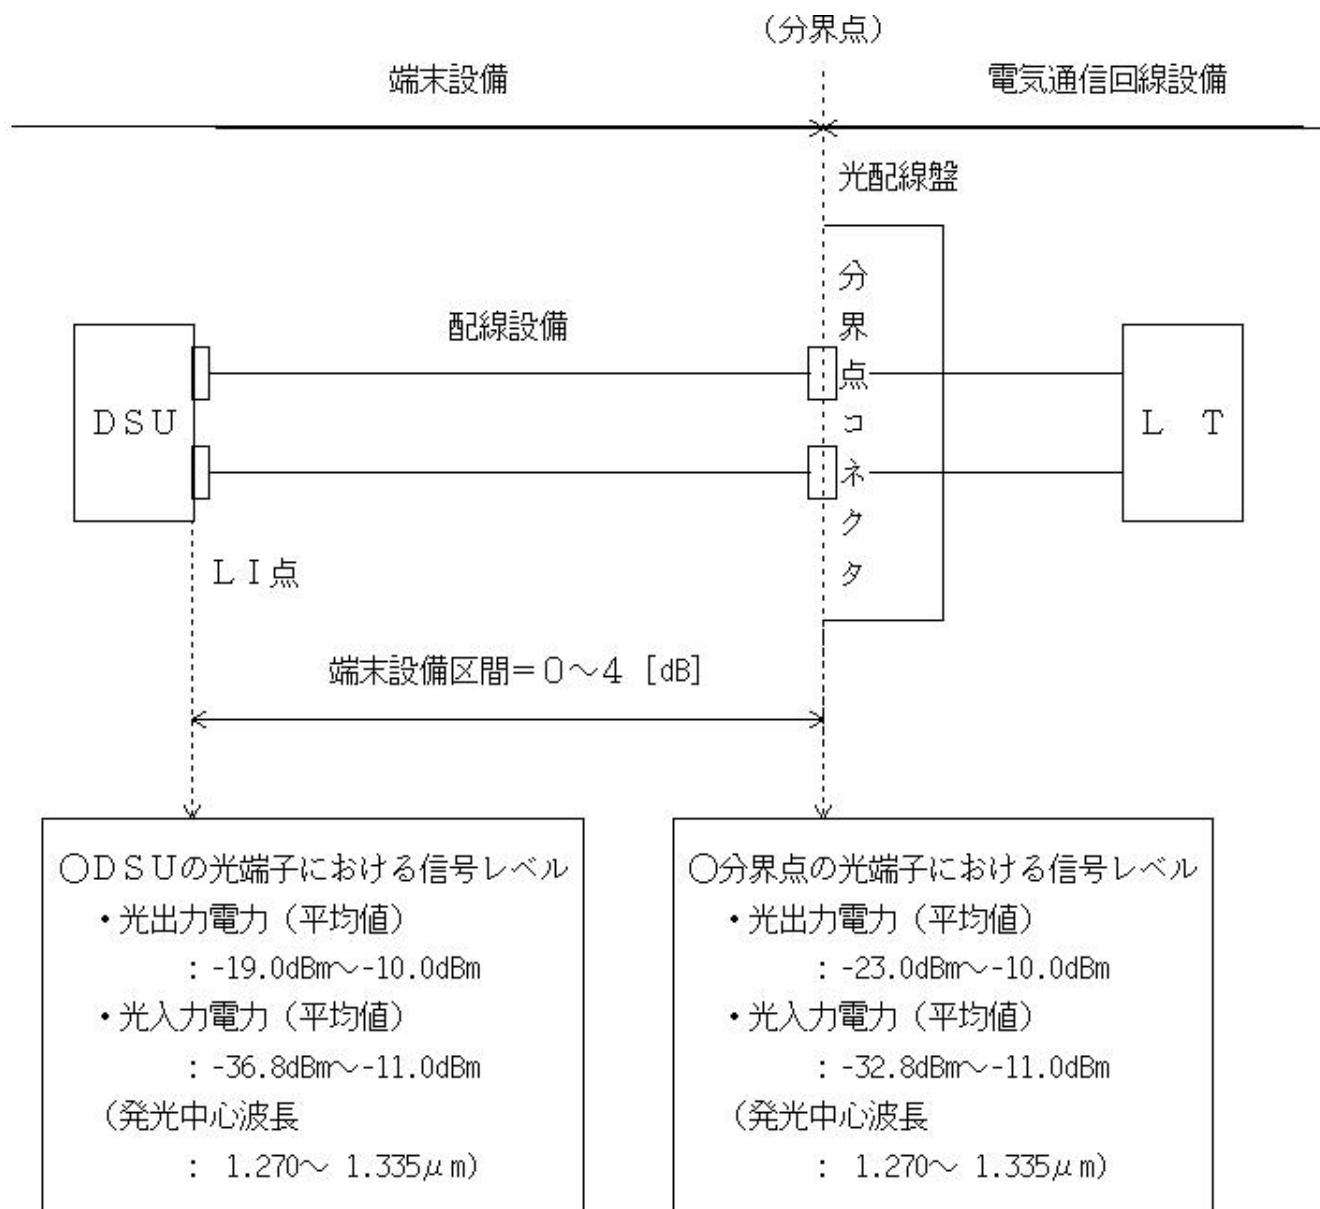 （分界点）
端末設備
電気通信回線設備
光配線盤
分界点コネクタ
配線設備
ＤＳＵ
Ｌ　Ｔ
ＬＩ点
端末設備区間＝０～４ [dB]
○ＤＳＵの光端子における信号レベル
・光出力電力（平均値）
： -19.0dBm～-10.0dBm
・光入力電力（平均値）
： -36.8dBm～-11.0dBm
（発光中心波長
： 1.270～ 1.335μm）
○分界点の光端子における信号レベル
・光出力電力（平均値）
： -23.0dBm～-10.0dBm
・光入力電力（平均値）
： -32.8dBm～-11.0dBm
（発光中心波長
： 1.270～ 1.335μm）